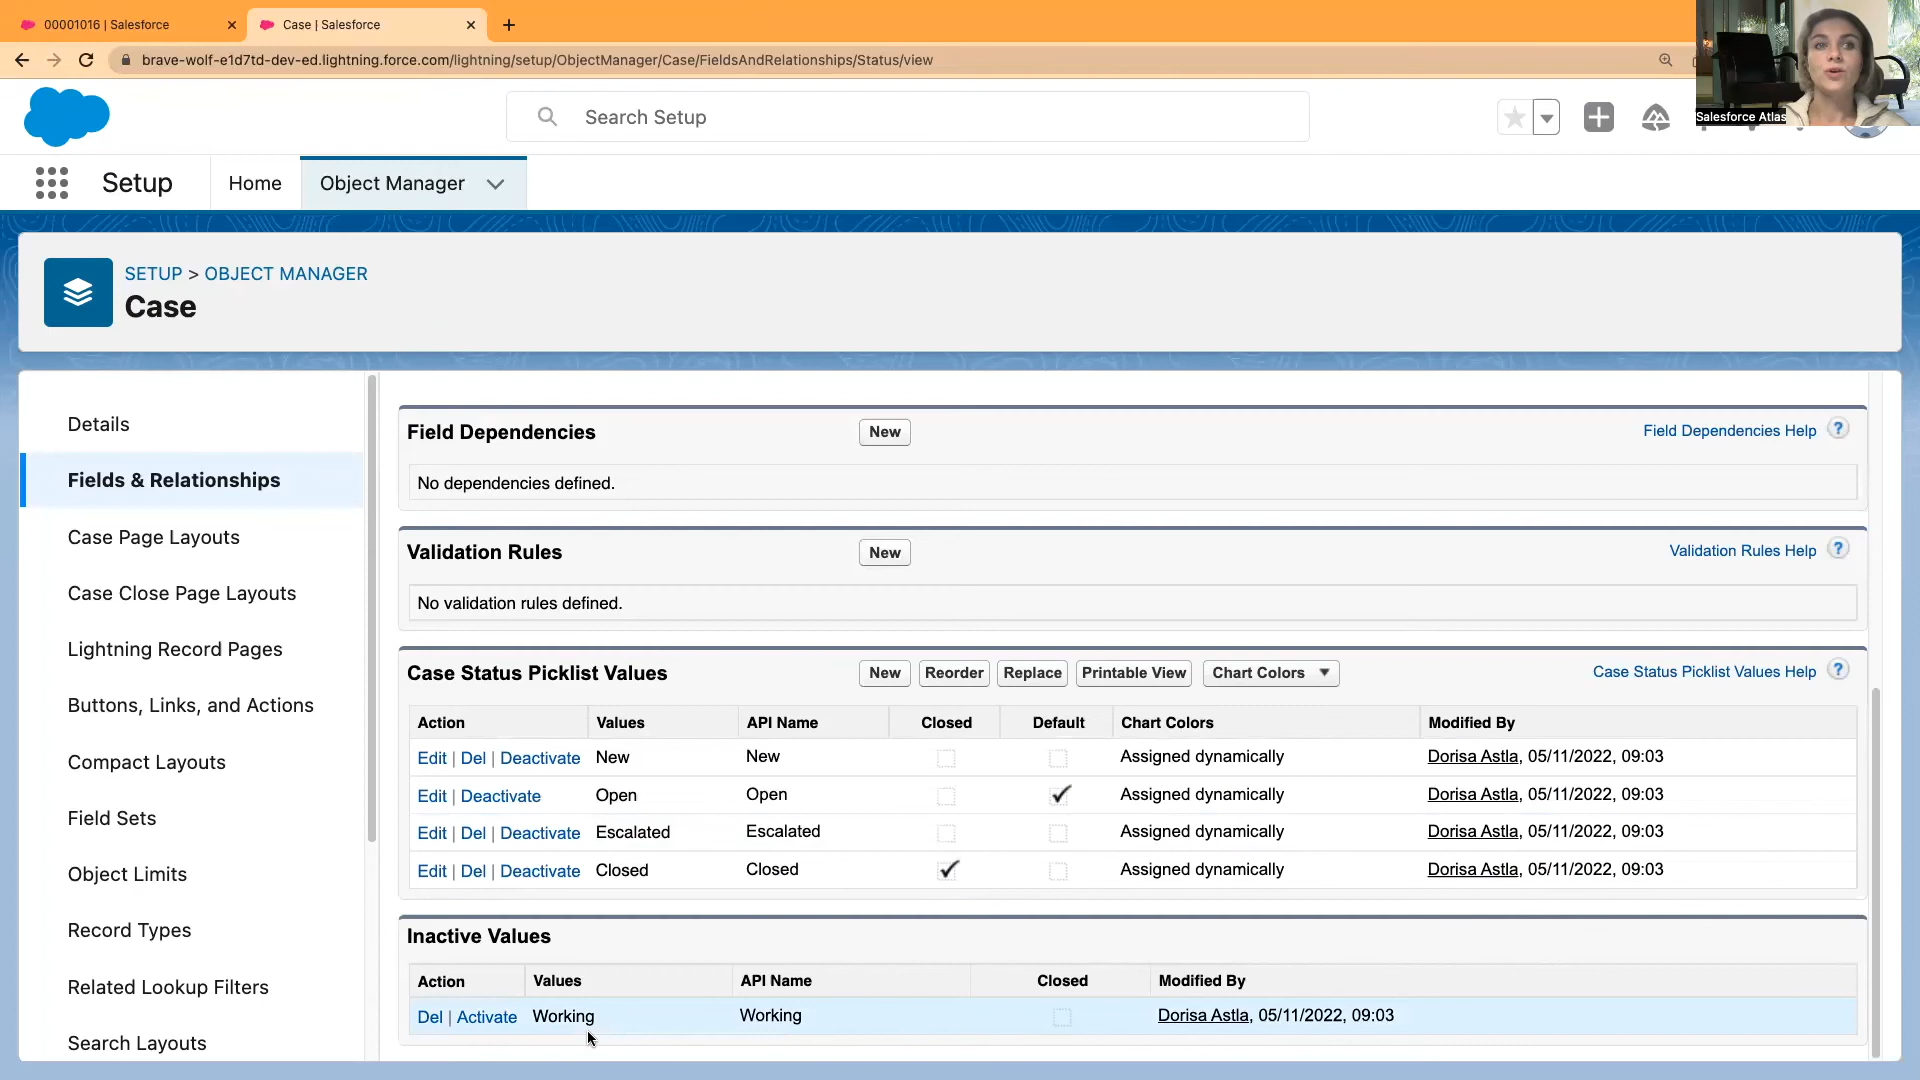 00001016 | Salesforce
Case | Salesforce
brave-wolf-e1d7td-dev-ed.lightning.force.com/lightning/setup/ObjectManager/Case/FieldsAndRelationships/Status/view
Search Setup
Salesforce Atlas
Setup
Home
Object Manager
SETUP > OBJECT MANAGER
Case
Details
Fields & Relationships
Case Page Layouts
Case Close Page Layouts
Lightning Record Pages
Buttons, Links, and Actions
Compact Layouts
Field Sets
Object Limits
Record Types
Related Lookup Filters
Search Layouts
Field Dependencies New Field Dependencies Help ?
No dependencies defined.
Validation Rules New Validation Rules Help ?
No validation rules defined.
Case Status Picklist Values New Reorder Replace Printable View Chart Colors Case Status Picklist Values Help ?
Action Values API Name Closed Default Chart Colors Modified By
Edit | Del | Deactivate New New Assigned dynamically Dorisa Astla, 05/11/2022, 09:03
Edit | Deactivate Open Open Assigned dynamically Dorisa Astla, 05/11/2022, 09:03
Edit | Del | Deactivate Escalated Escalated Assigned dynamically Dorisa Astla, 05/11/2022, 09:03
Edit | Del | Deactivate Closed Closed Assigned dynamically Dorisa Astla, 05/11/2022, 09:03
Inactive Values
Action Values API Name Closed Modified By
Del | Activate Working Working Dorisa Astla, 05/11/2022, 09:03